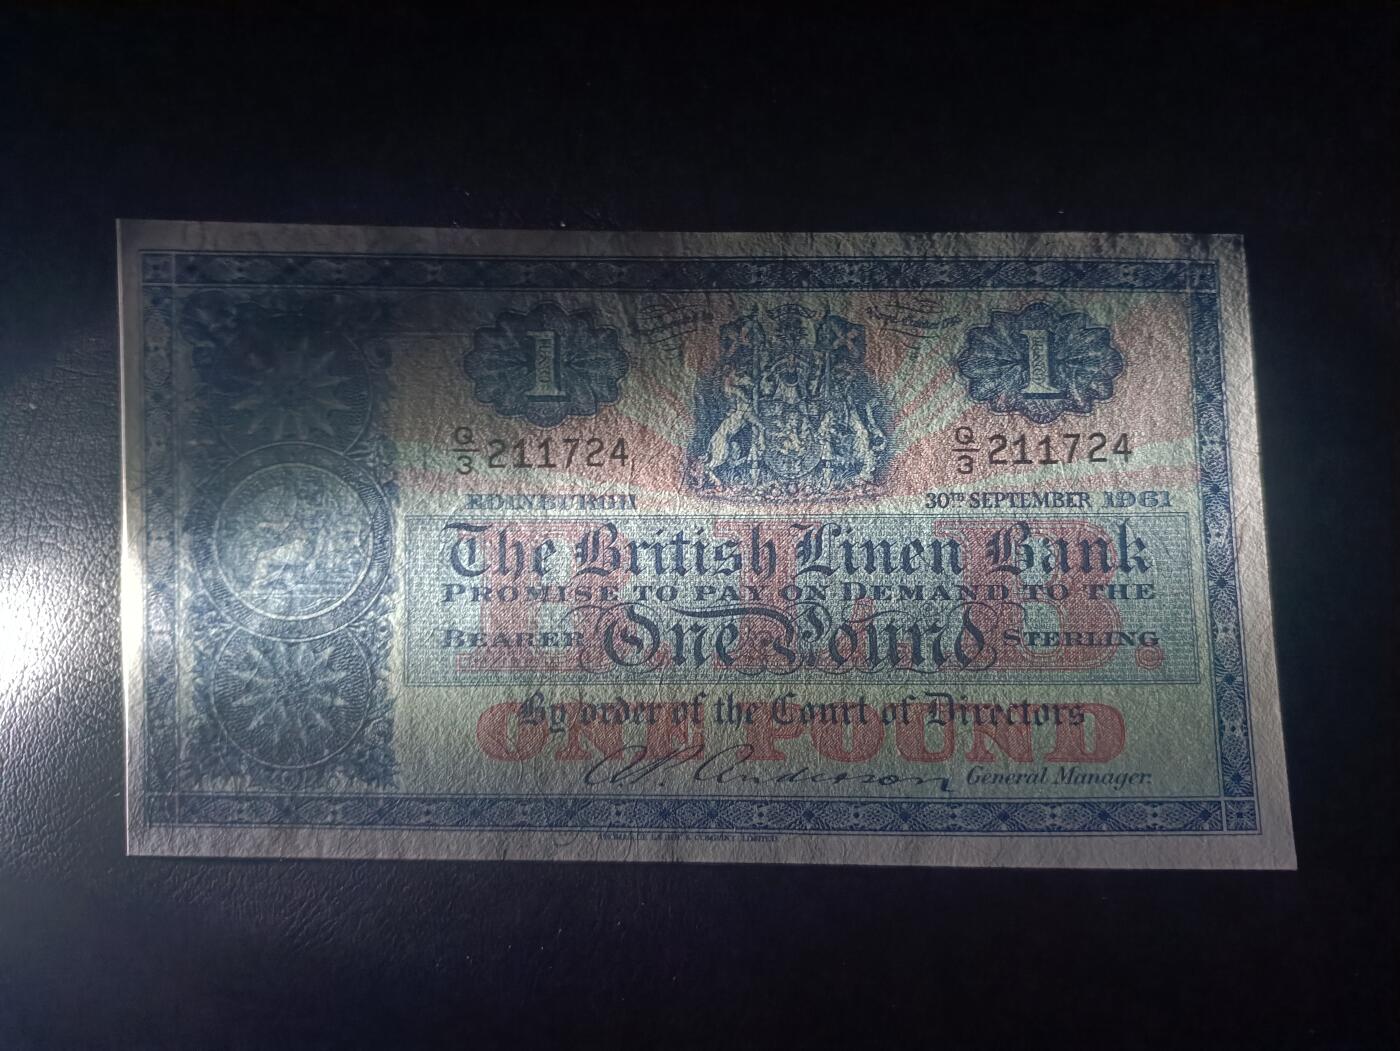 1 1
G/3 211724 G/3 211724
EDINBURGH 30TH SEPTEMBER 1961
The British Linen Bank
PROMISE TO PAY ON DEMAND TO THE
BEARER One Pound STERLING
B.L.B.
By order of the Court of Directors
ONE POUND
A.P. Anderson General Manager.